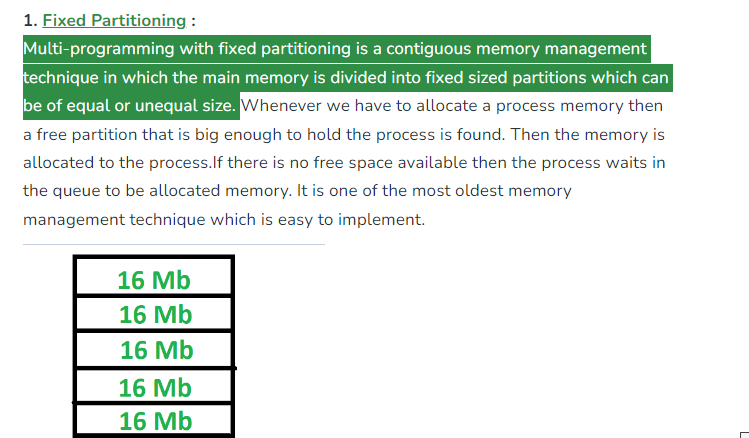 1. Fixed Partitioning :
Multi-programming with fixed partitioning is a contiguous memory management
technique in which the main memory is divided into fixed sized partitions which can
be of equal or unequal size. Whenever we have to allocate a process memory then
a free partition that is big enough to hold the process is found. Then the memory is
allocated to the process.If there is no free space available then the process waits in
the queue to be allocated memory. It is one of the most oldest memory
management technique which is easy to implement.
16 Mb
16 Mb
16 Mb
16 Mb
16 Mb